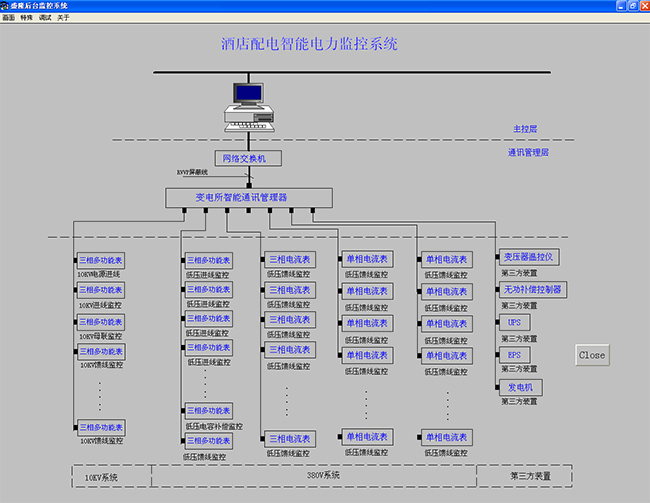 盛隆后台监控系统
画面 特殊 调试 关于
酒店配电智能电力监控系统
主控层
网络交换机
通讯管理层
RVVP屏蔽线
变电所智能通讯管理器
三相多功能表 三相多功能表 三相电流表 单相电流表 单相电流表 变压器温控仪
10KV电源进线 低压进线监控 低压馈线监控 低压馈线监控 低压馈线监控 第三方装置
三相多功能表 三相多功能表 三相电流表 单相电流表 单相电流表 无功补偿控制器
10KV进线监控 低压进线监控 低压馈线监控 低压馈线监控 低压馈线监控 第三方装置
三相多功能表 三相多功能表 三相电流表 单相电流表 单相电流表 UPS
10KV母联监控 低压进线监控 低压馈线监控 低压馈线监控 低压馈线监控 第三方装置
三相多功能表 三相多功能表 三相电流表 单相电流表 单相电流表 EPS
10KV馈线监控 低压进线监控 低压馈线监控 低压馈线监控 低压馈线监控 第三方装置
Close
发电机
第三方装置
三相多功能表
低压电容补偿监控
三相多功能表 三相多功能表 三相电流表 单相电流表 单相电流表
10KV馈线监控 低压馈线监控 低压馈线监控 低压馈线监控 低压馈线监控
10KV系统 380V系统 第三方装置